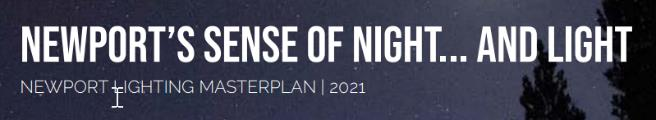 NEWPORT'S SENSE OF NIGHT... AND LIGHT
NEWPORT LIGHTING MASTERPLAN | 2021